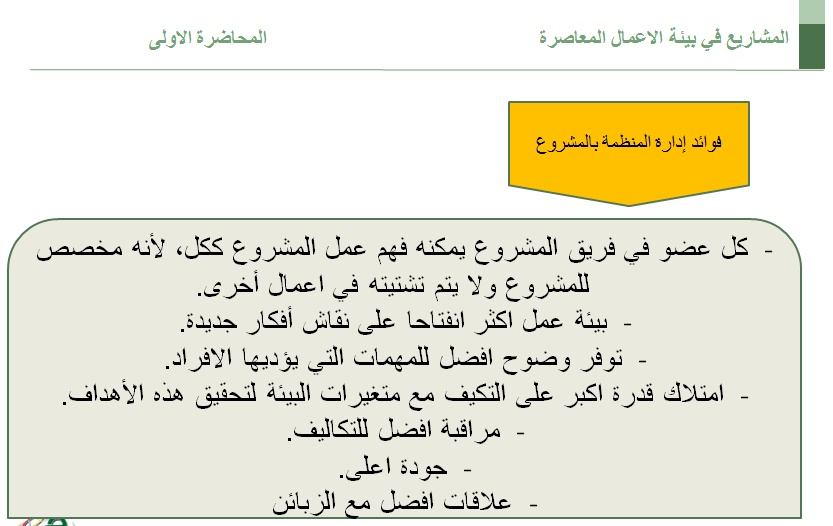 المشاريع في بيئة الاعمال المعاصرة
المحاضرة الاولى
فوائد إدارة المنظمة بالمشروع
- كل عضو في فريق المشروع يمكنه فهم عمل المشروع ككل، لأنه مخصص
للمشروع ولا يتم تشتيته في اعمال أخرى.
- بيئة عمل اكثر انفتاحا على نقاش أفكار جديدة.
- توفر وضوح افضل للمهمات التي يؤديها الافراد.
- امتلاك قدرة اكبر على التكيف مع متغيرات البيئة لتحقيق هذه الأهداف.
- مراقبة افضل للتكاليف.
- جودة اعلى.
- علاقات افضل مع الزبائن